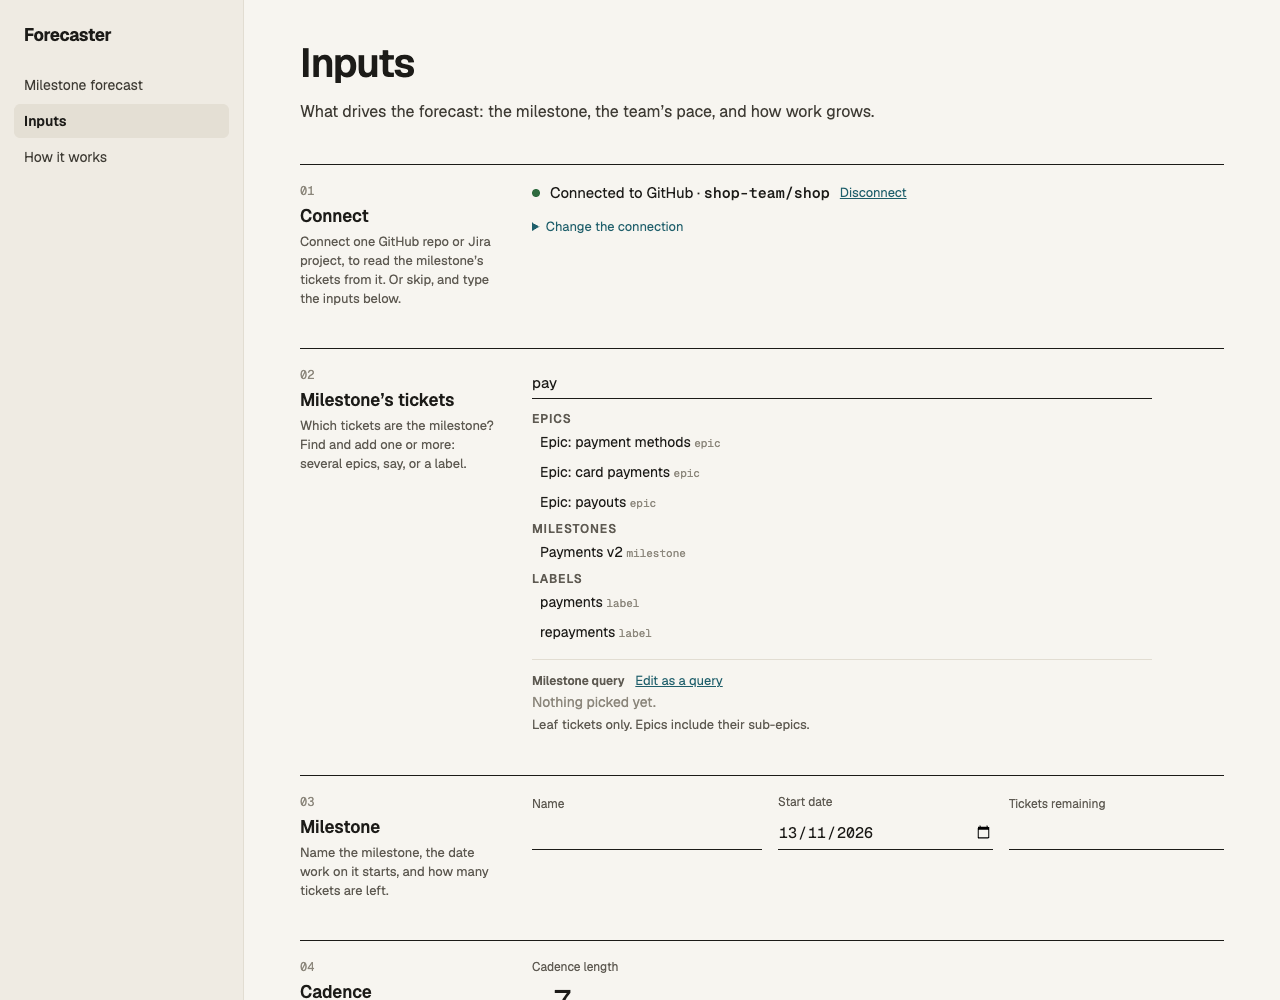 Forecaster
Milestone forecast
Inputs
How it works
Inputs
What drives the forecast: the milestone, the team’s pace, and how work grows.
01
Connect
Connect one GitHub repo or Jira
project, to read the milestone’s
tickets from it. Or skip, and type
the inputs below.
Connected to GitHub · shop-team/shop Disconnect
Change the connection
02
Milestone’s tickets
Which tickets are the milestone?
Find and add one or more:
several epics, say, or a label.
pay
EPICS
Epic: payment methods epic
Epic: card payments epic
Epic: payouts epic
MILESTONES
Payments v2 milestone
LABELS
payments label
repayments label
Milestone query Edit as a query
Nothing picked yet.
Leaf tickets only. Epics include their sub-epics.
03
Milestone
Name the milestone, the date
work on it starts, and how many
tickets are left.
Name
Start date
13/11/2026
Tickets remaining
04
Cadence
Cadence length